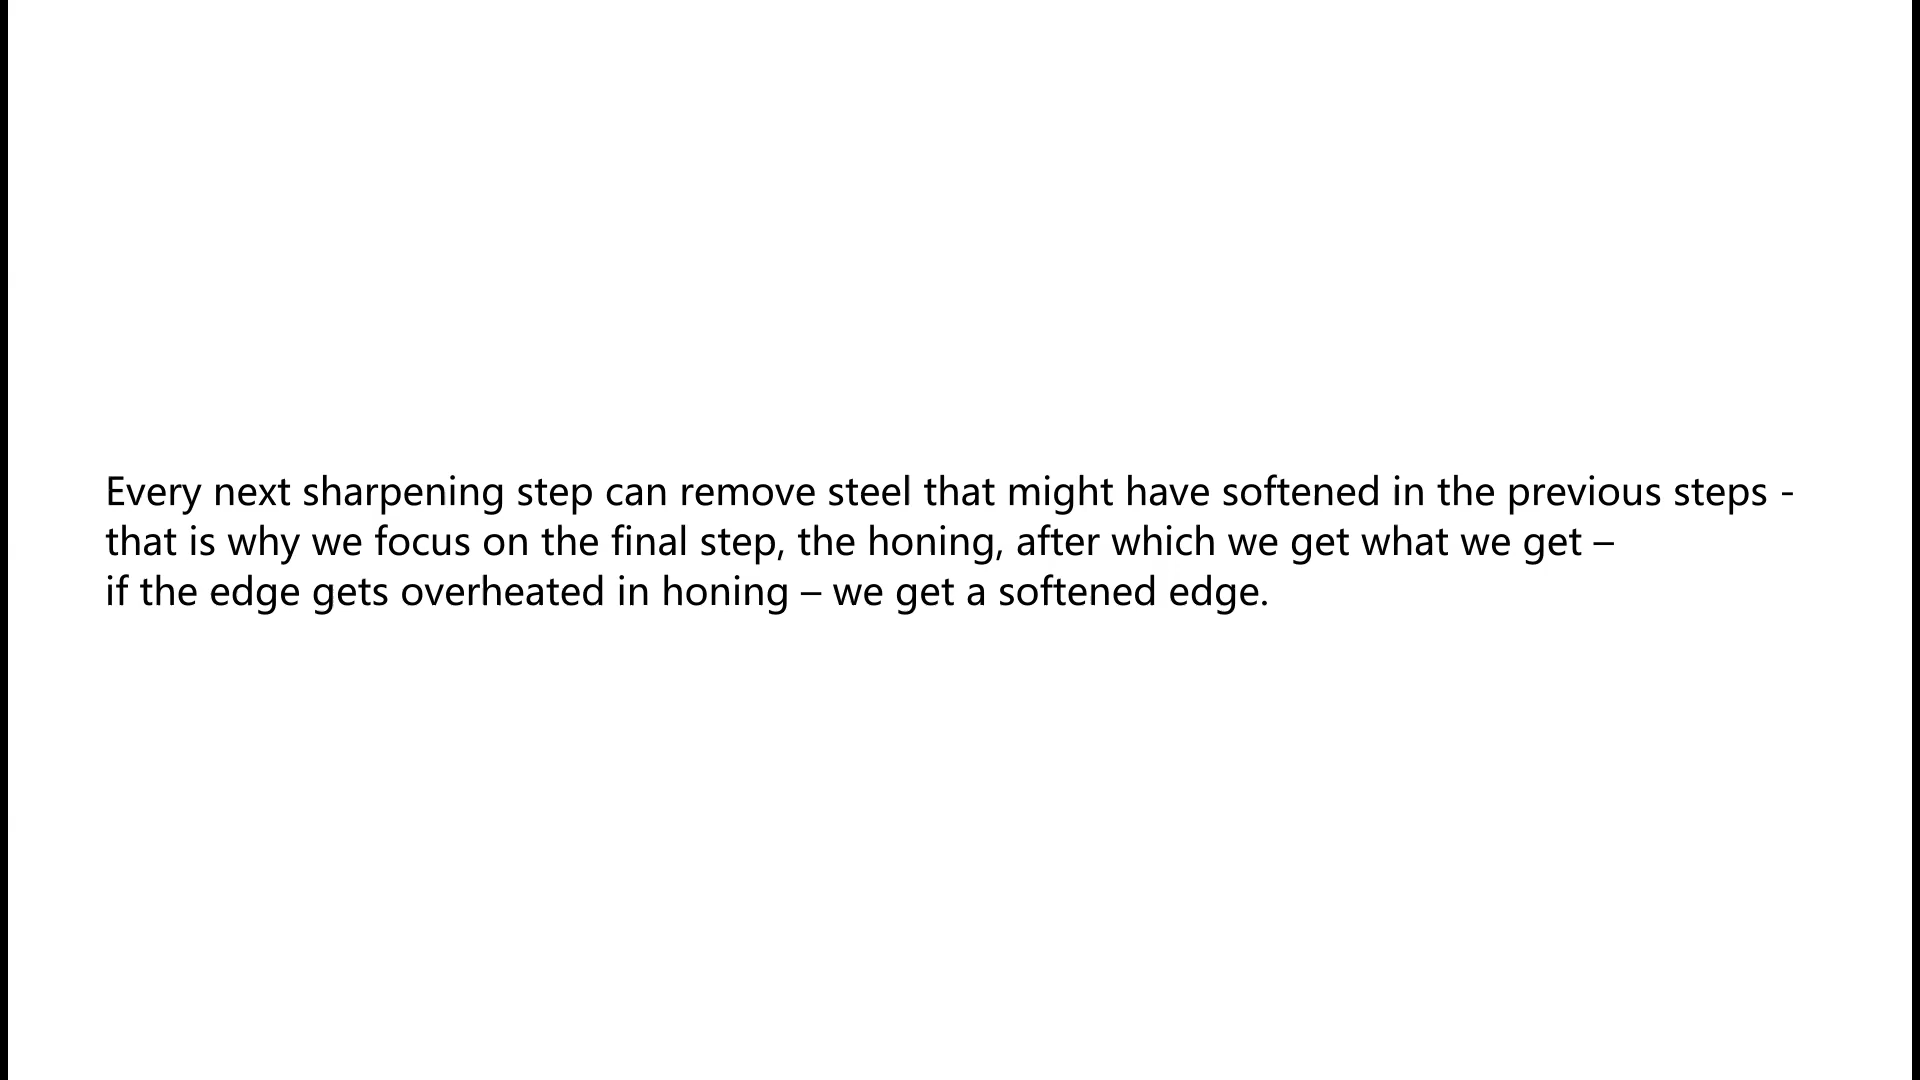 Every next sharpening step can remove steel that might have softened in the previous steps -
that is why we focus on the final step, the honing, after which we get what we get –
if the edge gets overheated in honing – we get a softened edge.